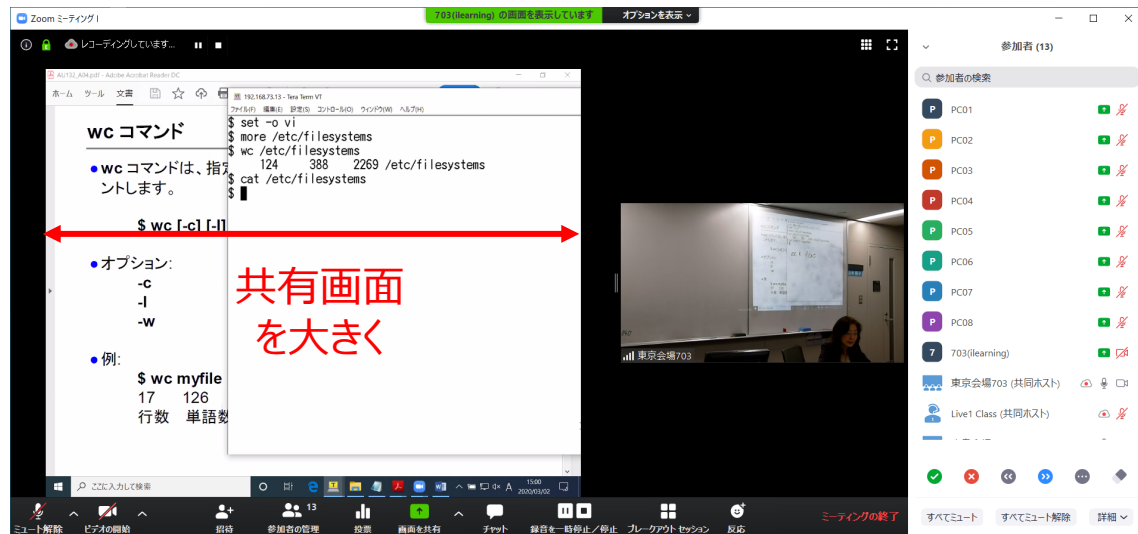 Zoom ミーティング I
703(ilearning) の画面を表示しています
オプションを表示
レコーディングしています...
AU132_A04.pdf - Adobe Acrobat Reader DC
ホーム ツール 文書
wc コマンド
●wc コマンドは、指定
ントします。
$ wc [-c] [-l]
●オプション:
-c
-l
-w
●例:
$ wc myfile
17 126
行数 単語数
192.168.73.13 - Tera Term VT
ファイル(F) 編集(E) 設定(S) コントロール(O) ウィンドウ(W) ヘルプ(H)
$ set -o vi
$ more /etc/filesystems
$ wc /etc/filesystems
124 388 2269 /etc/filesystems
$ cat /etc/filesystems
$
共有画面
を大きく
ここに入力して検索
A
15:00
2020/03/02
東京会場703
参加者 (13)
参加者の検索
P PC01
P PC02
P PC03
P PC04
P PC05
P PC06
P PC07
P PC08
7 703(ilearning)
東京会場703 (共同ホスト)
Live1 Class (共同ホスト)
ミュート解除
ビデオの開始
招待
13
参加者の管理
投票
画面を共有
チャット
録音を一時停止／停止
ブレークアウト セッション
反応
ミーティングの終了
すべてミュート
すべてミュート解除
詳細